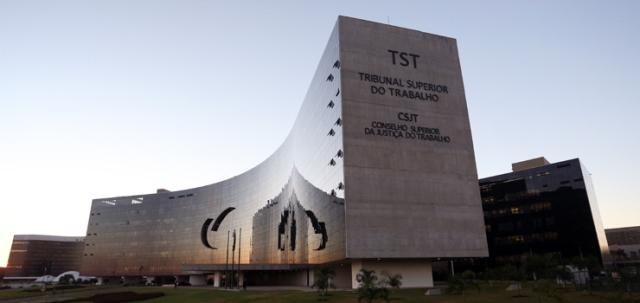 TST
TRIBUNAL SUPERIOR
DO TRABALHO
CSJT
CONSELHO SUPERIOR
DA JUSTIÇA DO TRABALHO